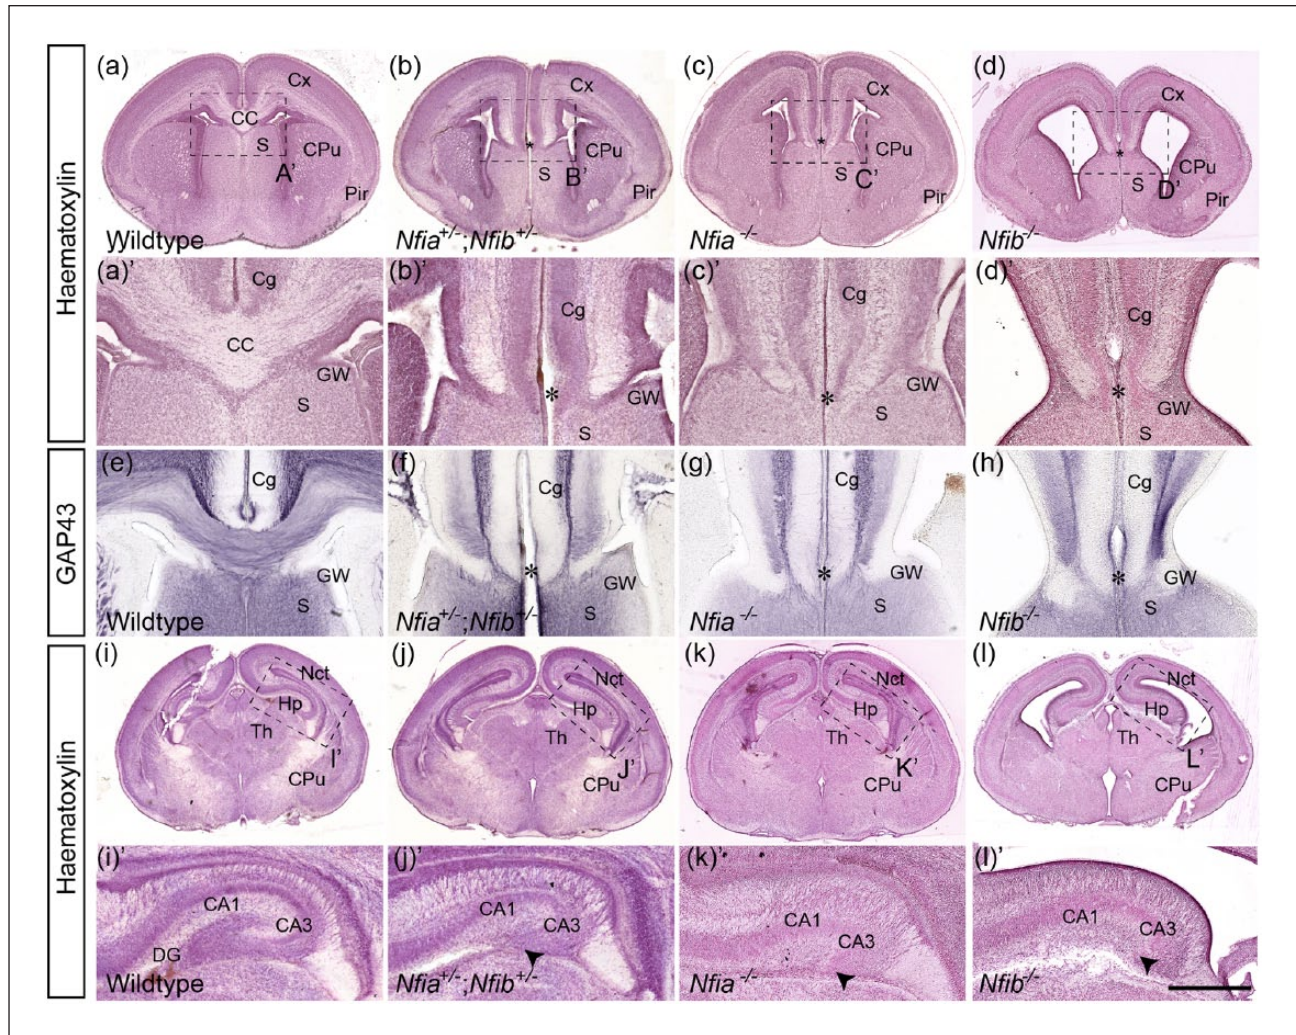 Haematoxylin
(a)
Cx
CC
S
CPu
A'
Pir
Wildtype
(b)
Cx
*
CPu
S
B'
Nfia+/-;Nfib+/-
(c)
Cx
*
CPu
S
C'
Pir
Nfia-/-
(d)
Cx
*
CPu
S
D'
Pir
Nfib-/-
(a)'
Cg
CC
GW
S
(b)'
Cg
GW
*
S
(c)'
Cg
GW
*
S
(d)'
Cg
*
GW
S
GAP43
(e)
Cg
GW
S
Wildtype
(f)
Cg
*
GW
S
Nfia+/-;Nfib+/-
(g)
Cg
*
GW
S
Nfia-/-
(h)
Cg
*
GW
S
Nfib-/-
Haematoxylin
(i)
Nct
Hp
Th
I'
CPu
(j)
Nct
Hp
Th
J'
CPu
(k)
Nct
Hp
Th
K'
CPu
(l)
Nct
Hp
Th
L'
CPu
(i)'
CA1
CA3
DG
Wildtype
(j)'
CA1
CA3
Nfia+/-;Nfib+/-
(k)'
CA1
CA3
Nfia-/-
(l)'
CA1
CA3
Nfib-/-